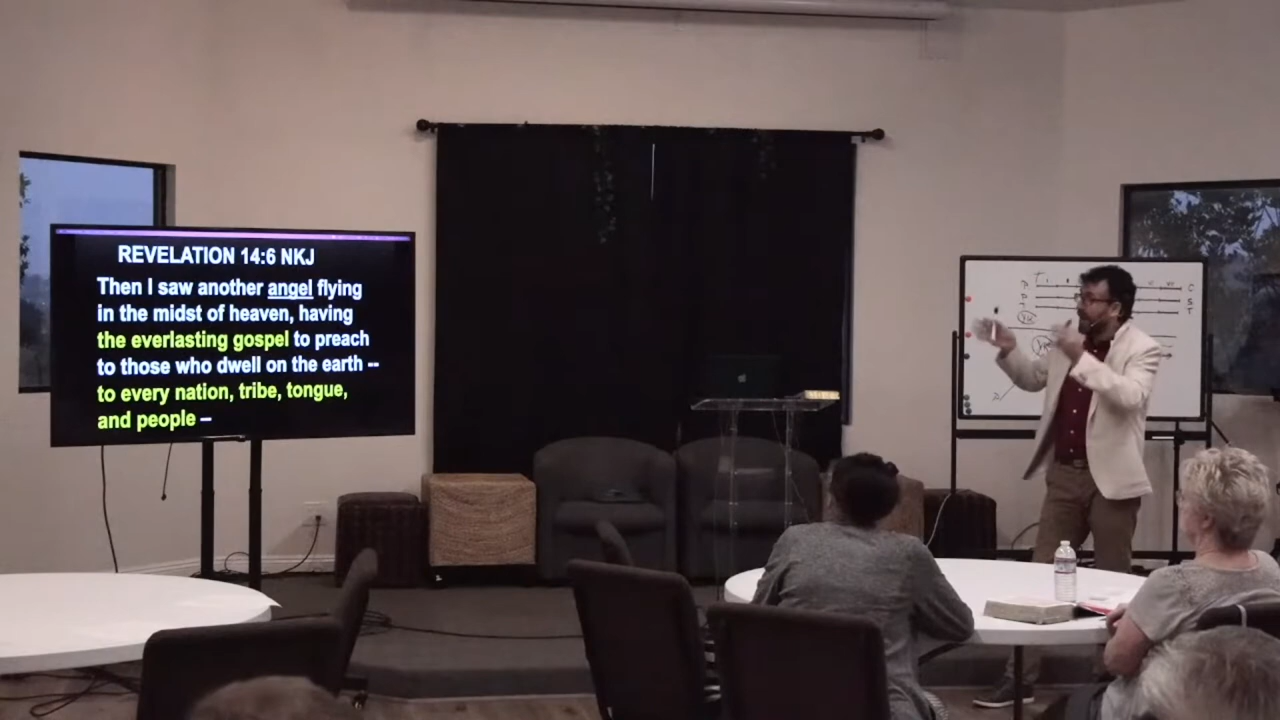 REVELATION 14:6 NKJ
Then I saw another angel flying
in the midst of heaven, having
the everlasting gospel to preach
to those who dwell on the earth --
to every nation, tribe, tongue,
and people –